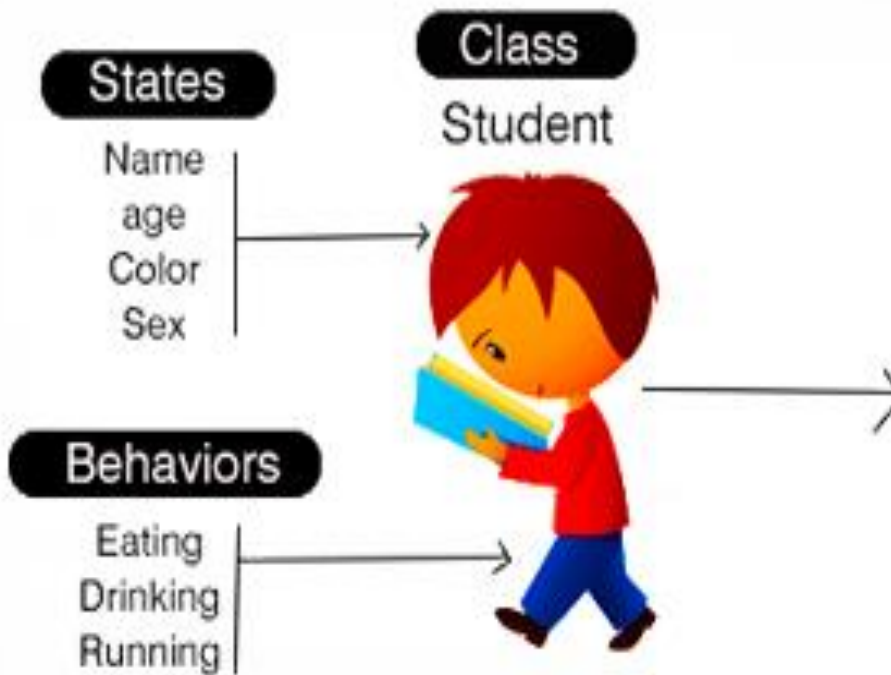 States
Name
age
Color
Sex
Class
Student
Behaviors
Eating
Drinking
Running